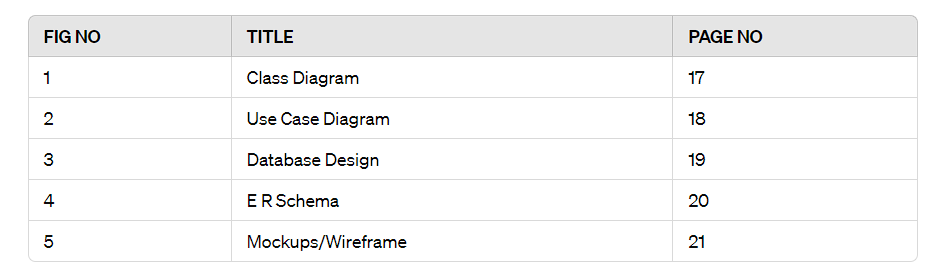 FIG NO TITLE PAGE NO
1 Class Diagram 17
2 Use Case Diagram 18
3 Database Design 19
4 E R Schema 20
5 Mockups/Wireframe 21